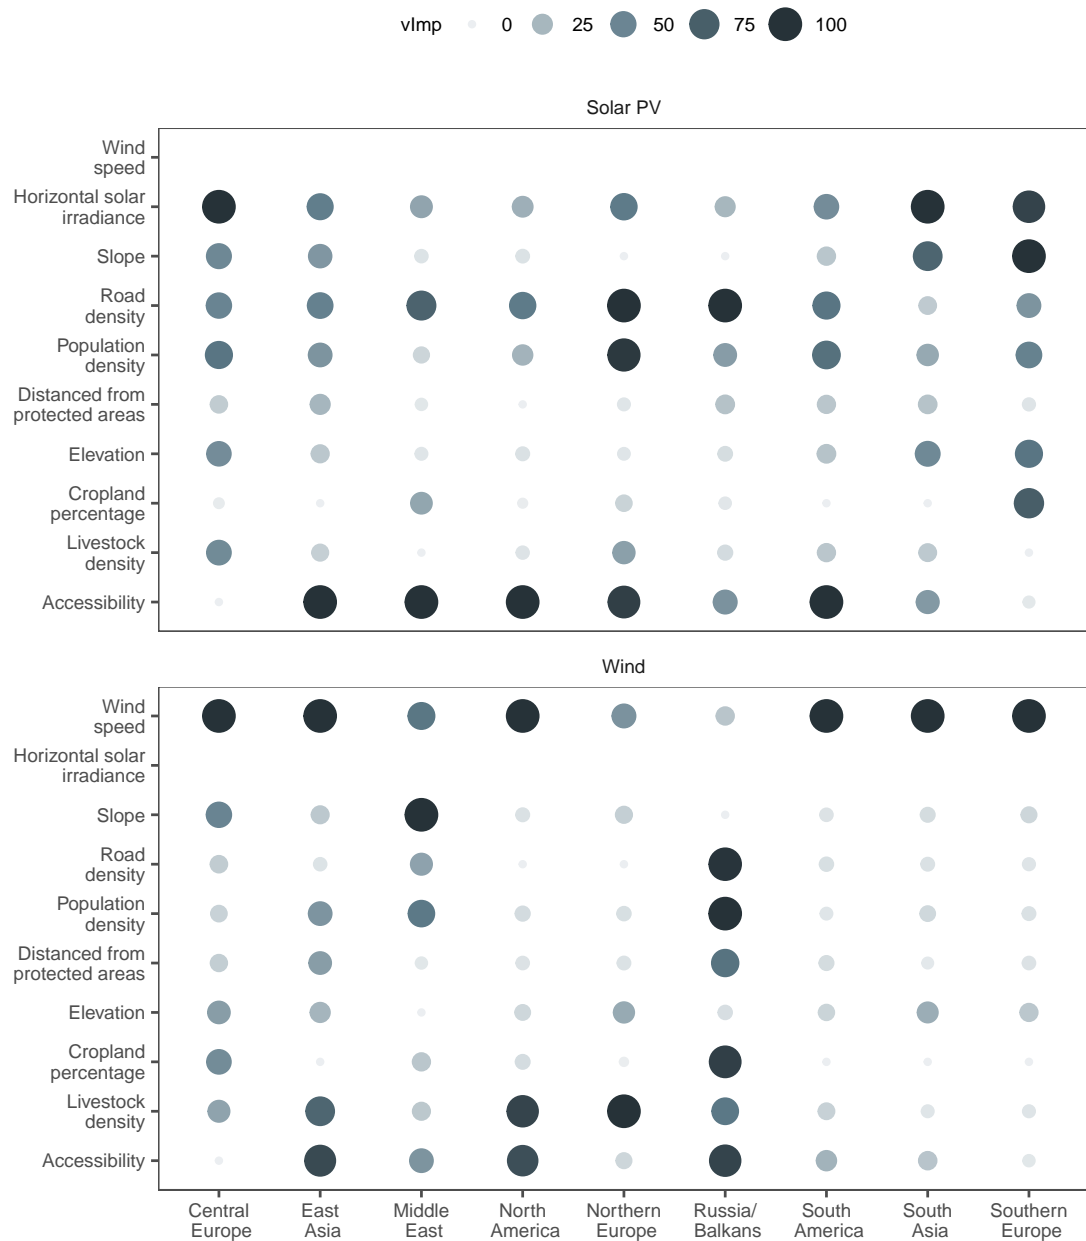 vImp 0 25 50 75 100
Solar PV
Wind
speed
Horizontal solar
irradiance
Slope
Road
density
Population
density
Distanced from
protected areas
Elevation
Cropland
percentage
Livestock
density
Accessibility
Wind
Wind
speed
Horizontal solar
irradiance
Slope
Road
density
Population
density
Distanced from
protected areas
Elevation
Cropland
percentage
Livestock
density
Accessibility
Central East Middle North Northern Russia/ South South Southern
Europe Asia East America Europe Balkans America Asia Europe